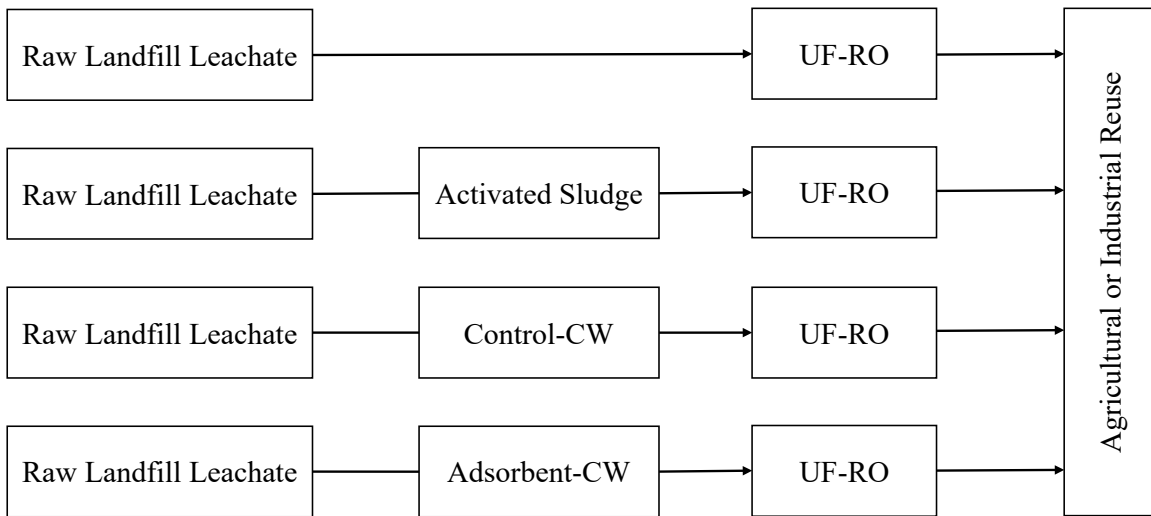 Raw Landfill Leachate
UF-RO
Raw Landfill Leachate
Activated Sludge
UF-RO
Raw Landfill Leachate
Control-CW
UF-RO
Raw Landfill Leachate
Adsorbent-CW
UF-RO
Agricultural or Industrial Reuse